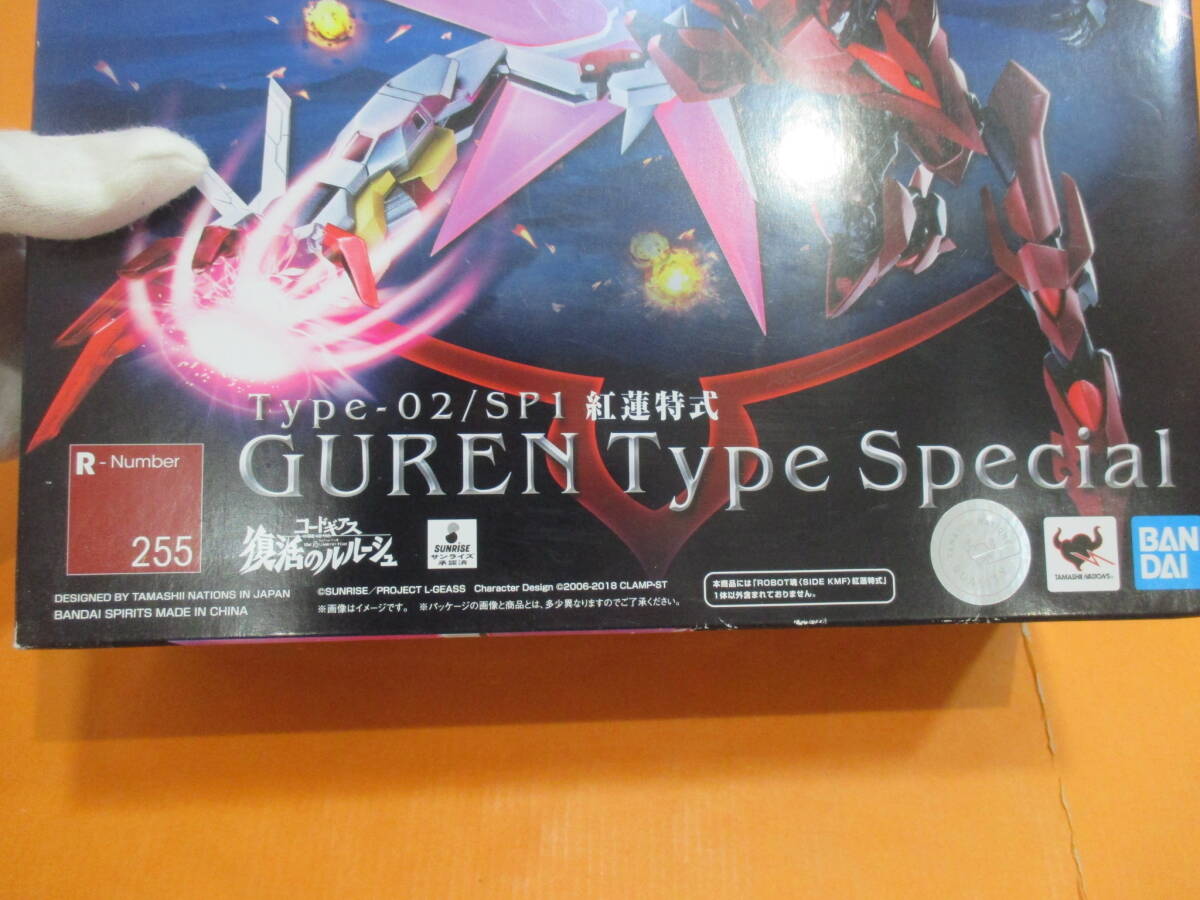 Type-02/SP1 紅蓮特式
GUREN Type Special
R - Number
255
コードギアス
復活のルルーシュ
SUNRISE
サンライズ
承認済
DESIGNED BY TAMASHII NATIONS IN JAPAN
BANDAI SPIRITS MADE IN CHINA
©SUNRISE／PROJECT L-GEASS Character Design ©2006-2018 CLAMP-ST
※画像はイメージです。 ※パッケージの画像と商品とは、多少異なりますのでご了承ください。
本商品には「ROBOT魂〈SIDE KMF〉紅蓮特式」
1体以外含まれておりません。
TAMASHII NATIONS
BAN
DAI